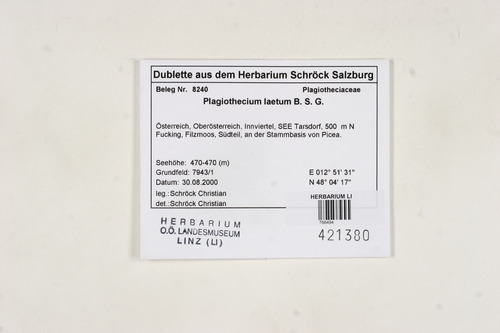 Dublette aus dem Herbarium Schröck Salzburg
Beleg Nr. 8240 Plagiotheciaceae
Plagiothecium laetum B. S. G.
Österreich, Oberösterreich, Innviertel, SEE Tarsdorf, 500 m N
Fucking, Filzmoos, Südteil, an der Stammbasis von Picea.
Seehöhe: 470-470 (m)
Grundfeld: 7943/1 E 012° 51' 31"
Datum: 30.08.2000 N 48° 04' 17"
leg.: Schröck Christian
det.: Schröck Christian
HERBARIUM LI
HERBARIUM
O.Ö. LANDESMUSEUM
LINZ (LI)
421380